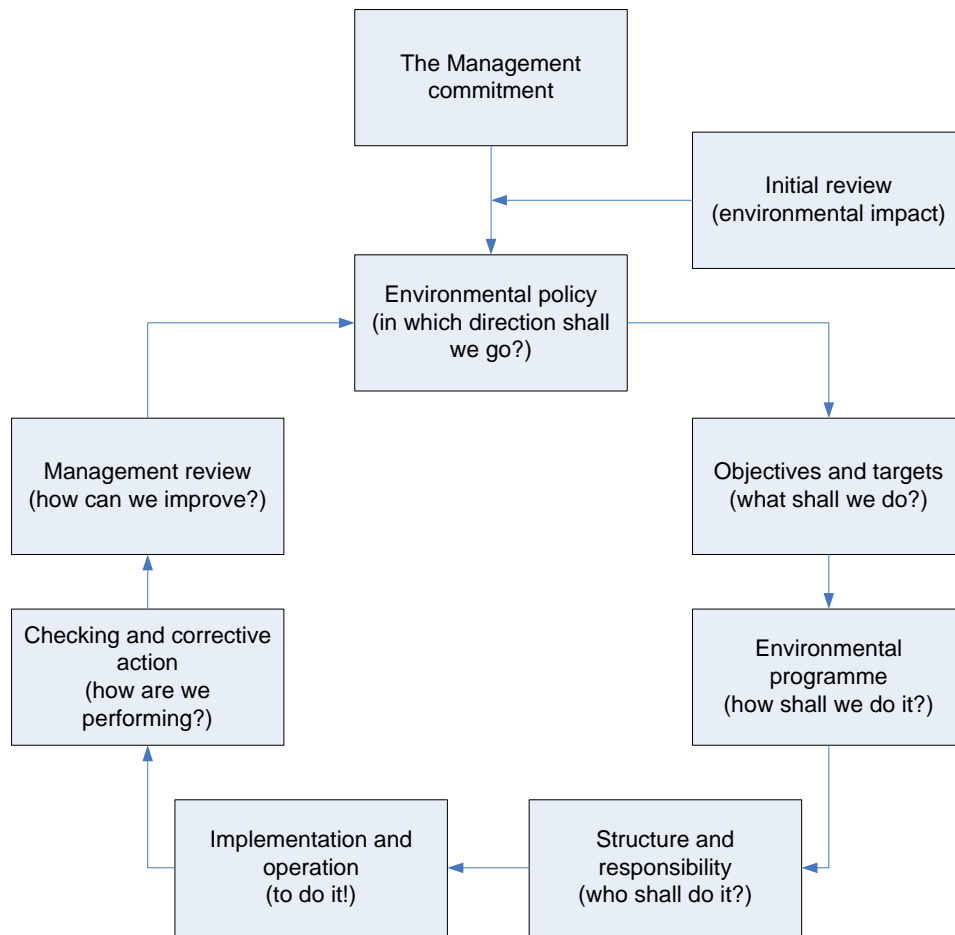 The Management
commitment
Initial review
(environmental impact)
Environmental policy
(in which direction shall
we go?)
Management review
(how can we improve?)
Objectives and targets
(what shall we do?)
Checking and corrective
action
(how are we
performing?)
Environmental
programme
(how shall we do it?)
Implementation and
operation
(to do it!)
Structure and
responsibility
(who shall do it?)